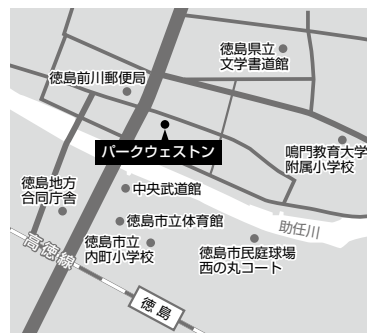 徳島県立
文学書道館
徳島前川郵便局
パークウェストン
鳴門教育大学
附属小学校
徳島地方
合同庁舎
中央武道館
徳島市立体育館
助任川
徳島市立
内町小学校
徳島市民庭球場
西の丸コート
高徳線
徳島